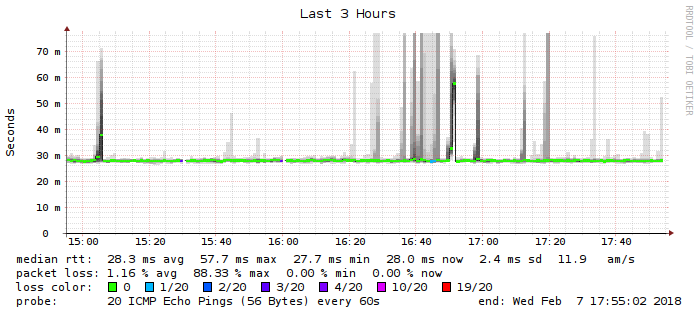 Last 3 Hours
RRDTOOL / TOBI OETIKER
Seconds
70 m
60 m
50 m
40 m
30 m
20 m
10 m
0
15:00 15:20 15:40 16:00 16:20 16:40 17:00 17:20 17:40
median rtt: 28.3 ms avg 57.7 ms max 27.7 ms min 28.0 ms now 2.4 ms sd 11.9 am/s
packet loss: 1.16 % avg 88.33 % max 0.00 % min 0.00 % now
loss color: 0 1/20 2/20 3/20 4/20 10/20 19/20
probe: 20 ICMP Echo Pings (56 Bytes) every 60s end: Wed Feb 7 17:55:02 2018